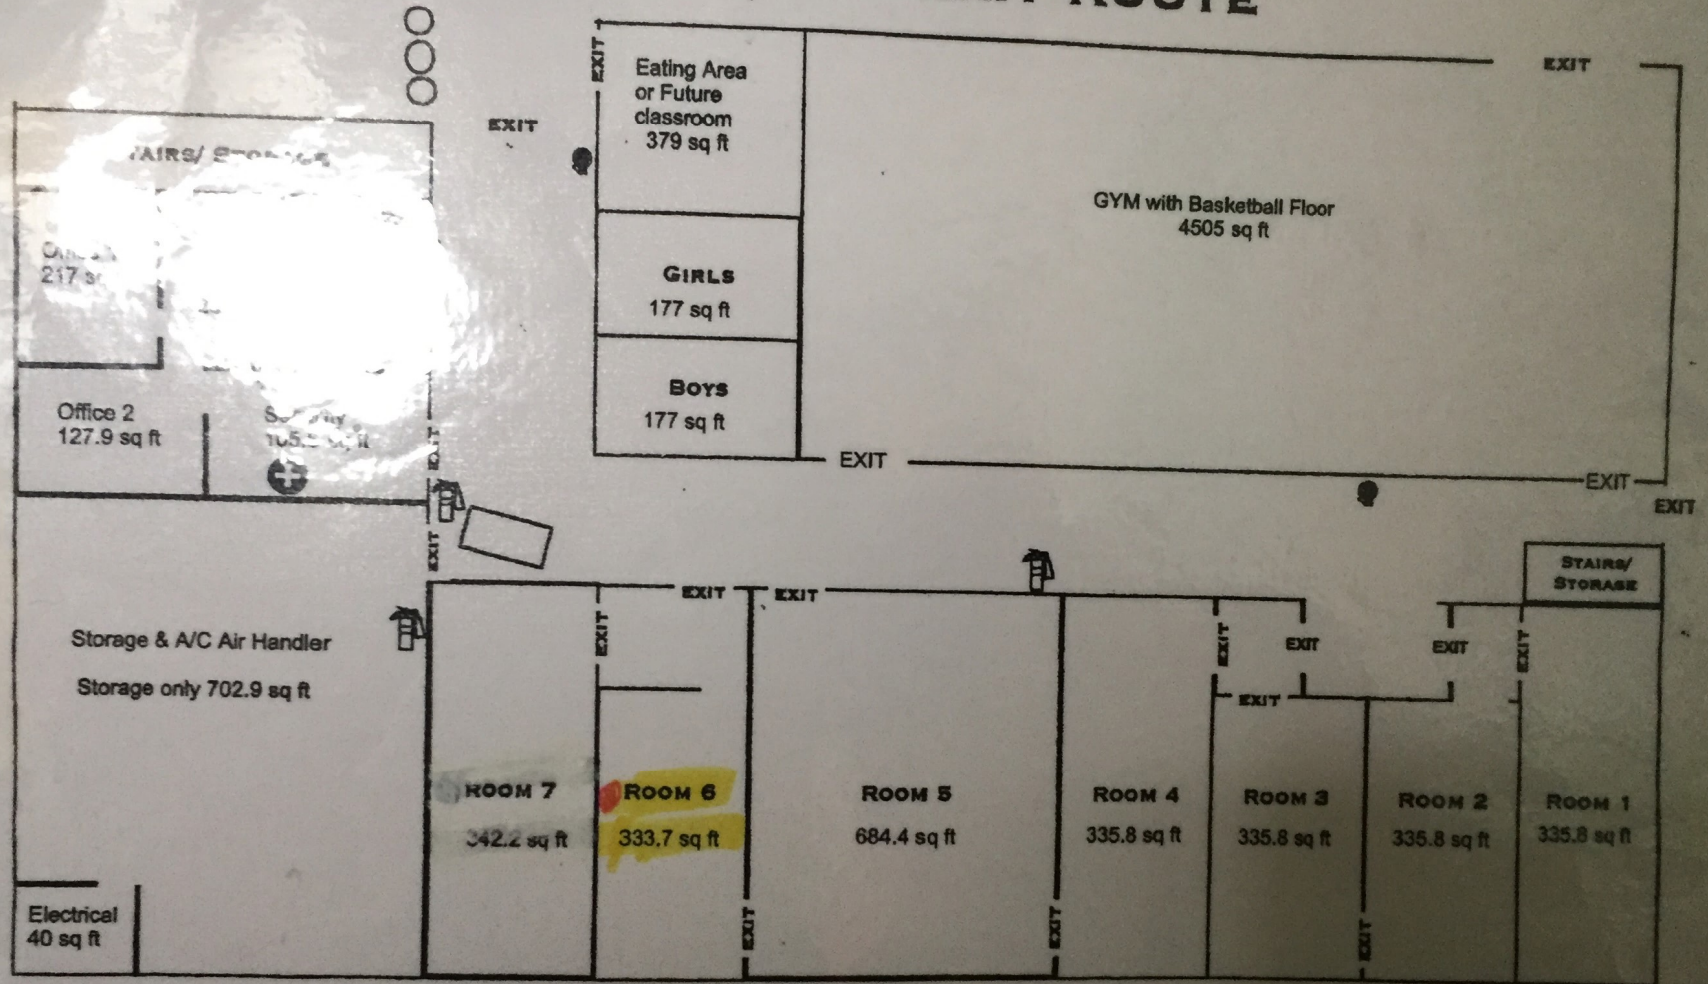 ROUTE
EXIT
EXIT
Eating Area
or Future
classroom
379 sq ft
EXIT
GYM with Basketball Floor
4505 sq ft
GIRLS
177 sq ft
BOYS
177 sq ft
EXIT
EXIT
EXIT
217
Office 2
127.9 sq ft
EXIT
EXIT
Storage & A/C Air Handler
Storage only 702.9 sq ft
Electrical
40 sq ft
STAIRS/
STORAGE
EXIT
EXIT
EXIT
EXIT
EXIT
EXIT
EXIT
EXIT
ROOM 7
342.2 sq ft
ROOM 6
333.7 sq ft
ROOM 5
684.4 sq ft
ROOM 4
335.8 sq ft
ROOM 3
335.8 sq ft
ROOM 2
335.8 sq ft
ROOM 1
335.8 sq ft
EXIT
EXIT
EXIT